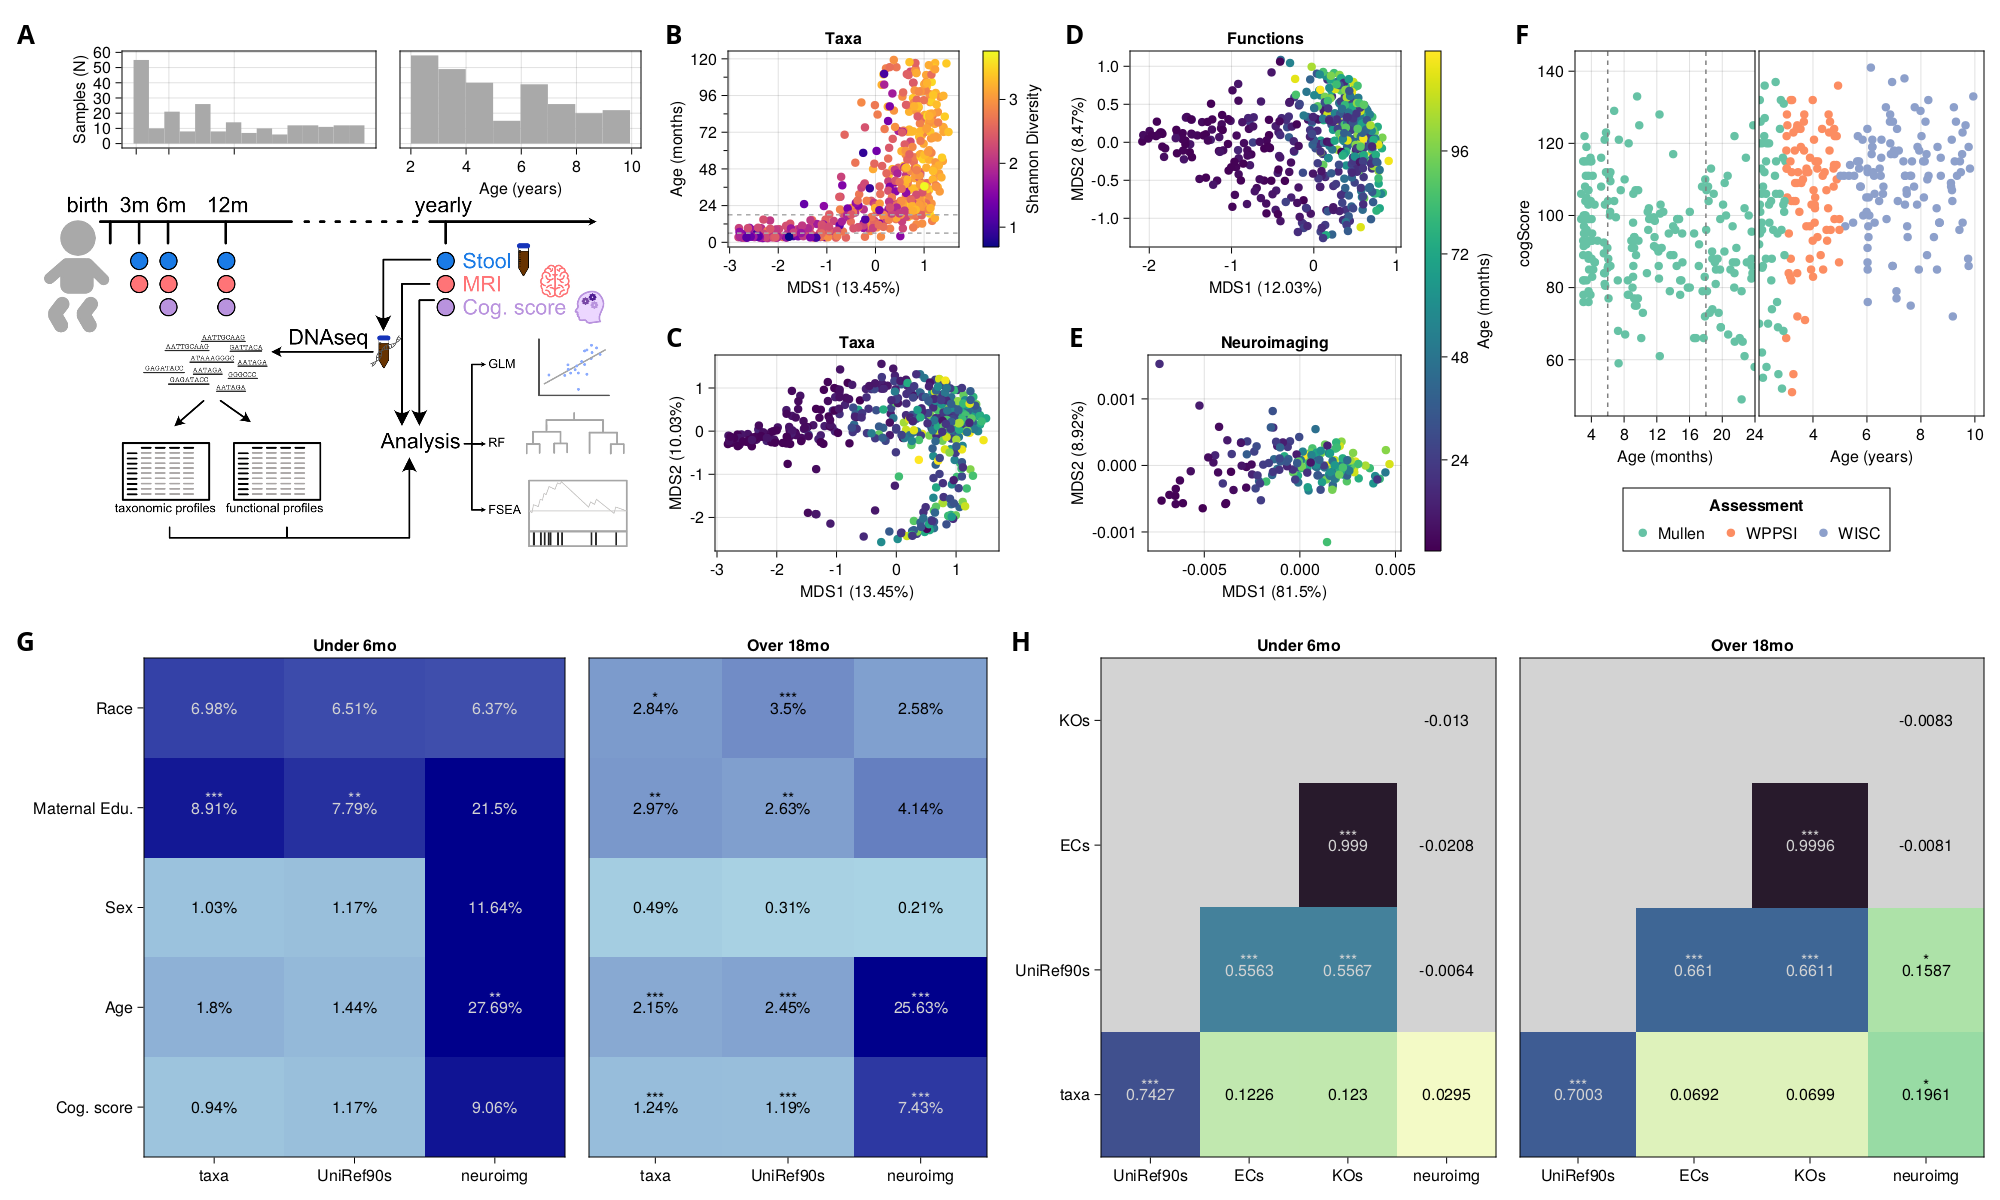 A
60
50
40
30
20
10
0
Samples (N)
2 4 6 8 10
Age (years)
birth 3m 6m 12m yearly
Stool
MRI
Cog. score
DNAseq
AATTGCAAG
AATTGCAAG GATTACA
ATAAAGGGC AATAGA
GAGATACC AATAGA GGGCCC
GAGATACC AATAGA
GLM
Analysis RF
FSEA
taxonomic profiles functional profiles
B
Taxa
120
96
72
48
24
0
Age (months)
-3 -2 -1 0 1
MDS1 (13.45%)
3
2
1
Shannon Diversity
C
Taxa
1
0
-1
-2
MDS2 (10.03%)
-3 -2 -1 0 1
MDS1 (13.45%)
D
Functions
1.0
0.5
0.0
-0.5
-1.0
MDS2 (8.47%)
-2 -1 0 1
MDS1 (12.03%)
E
Neuroimaging
0.001
0.000
-0.001
MDS2 (8.92%)
-0.005 0.000 0.005
MDS1 (81.5%)
96
72
48
24
Age (months)
F
140
120
100
80
60
cogScore
4 8 12 16 20 24 4 6 8 10
Age (months) Age (years)
Assessment
Mullen WPPSI WISC
G
Under 6mo Over 18mo
* ***
Race 6.98% 6.51% 6.37% 2.84% 3.5% 2.58%
*** ** ** **
Maternal Edu. 8.91% 7.79% 21.5% 2.97% 2.63% 4.14%
Sex 1.03% 1.17% 11.64% 0.49% 0.31% 0.21%
** *** *** ***
Age 1.8% 1.44% 27.69% 2.15% 2.45% 25.63%
*** *** ***
Cog. score 0.94% 1.17% 9.06% 1.24% 1.19% 7.43%
taxa UniRef90s neuroimg taxa UniRef90s neuroimg
H
Under 6mo Over 18mo
KOs -0.013 -0.0083
*** ***
ECs 0.999 -0.0208 0.9996 -0.0081
*** *** *** *** *
UniRef90s 0.5563 0.5567 -0.0064 0.661 0.6611 0.1587
*** *** *
taxa 0.7427 0.1226 0.123 0.0295 0.7003 0.0692 0.0699 0.1961
UniRef90s ECs KOs neuroimg UniRef90s ECs KOs neuroimg